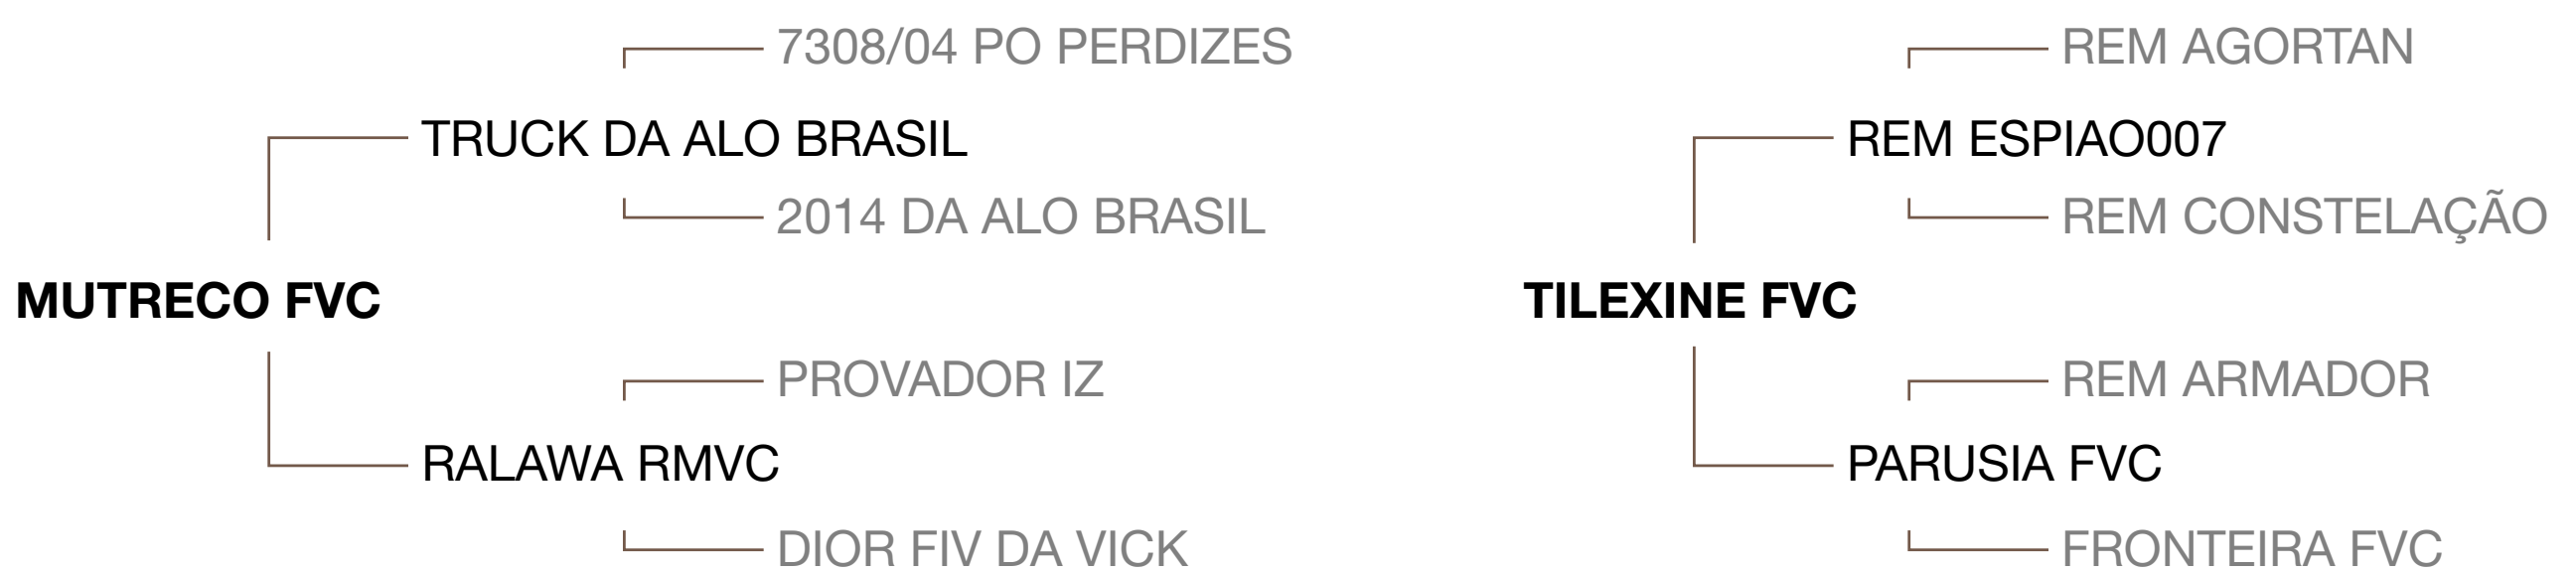 7308/04 PO PERDIZES
TRUCK DA ALO BRASIL
2014 DA ALO BRASIL
MUTRECO FVC
PROVADOR IZ
RALAWA RMVC
DIOR FIV DA VICK
REM AGORTAN
REM ESPIAO007
REM CONSTELAÇÃO
TILEXINE FVC
REM ARMADOR
PARUSIA FVC
FRONTEIRA FVC